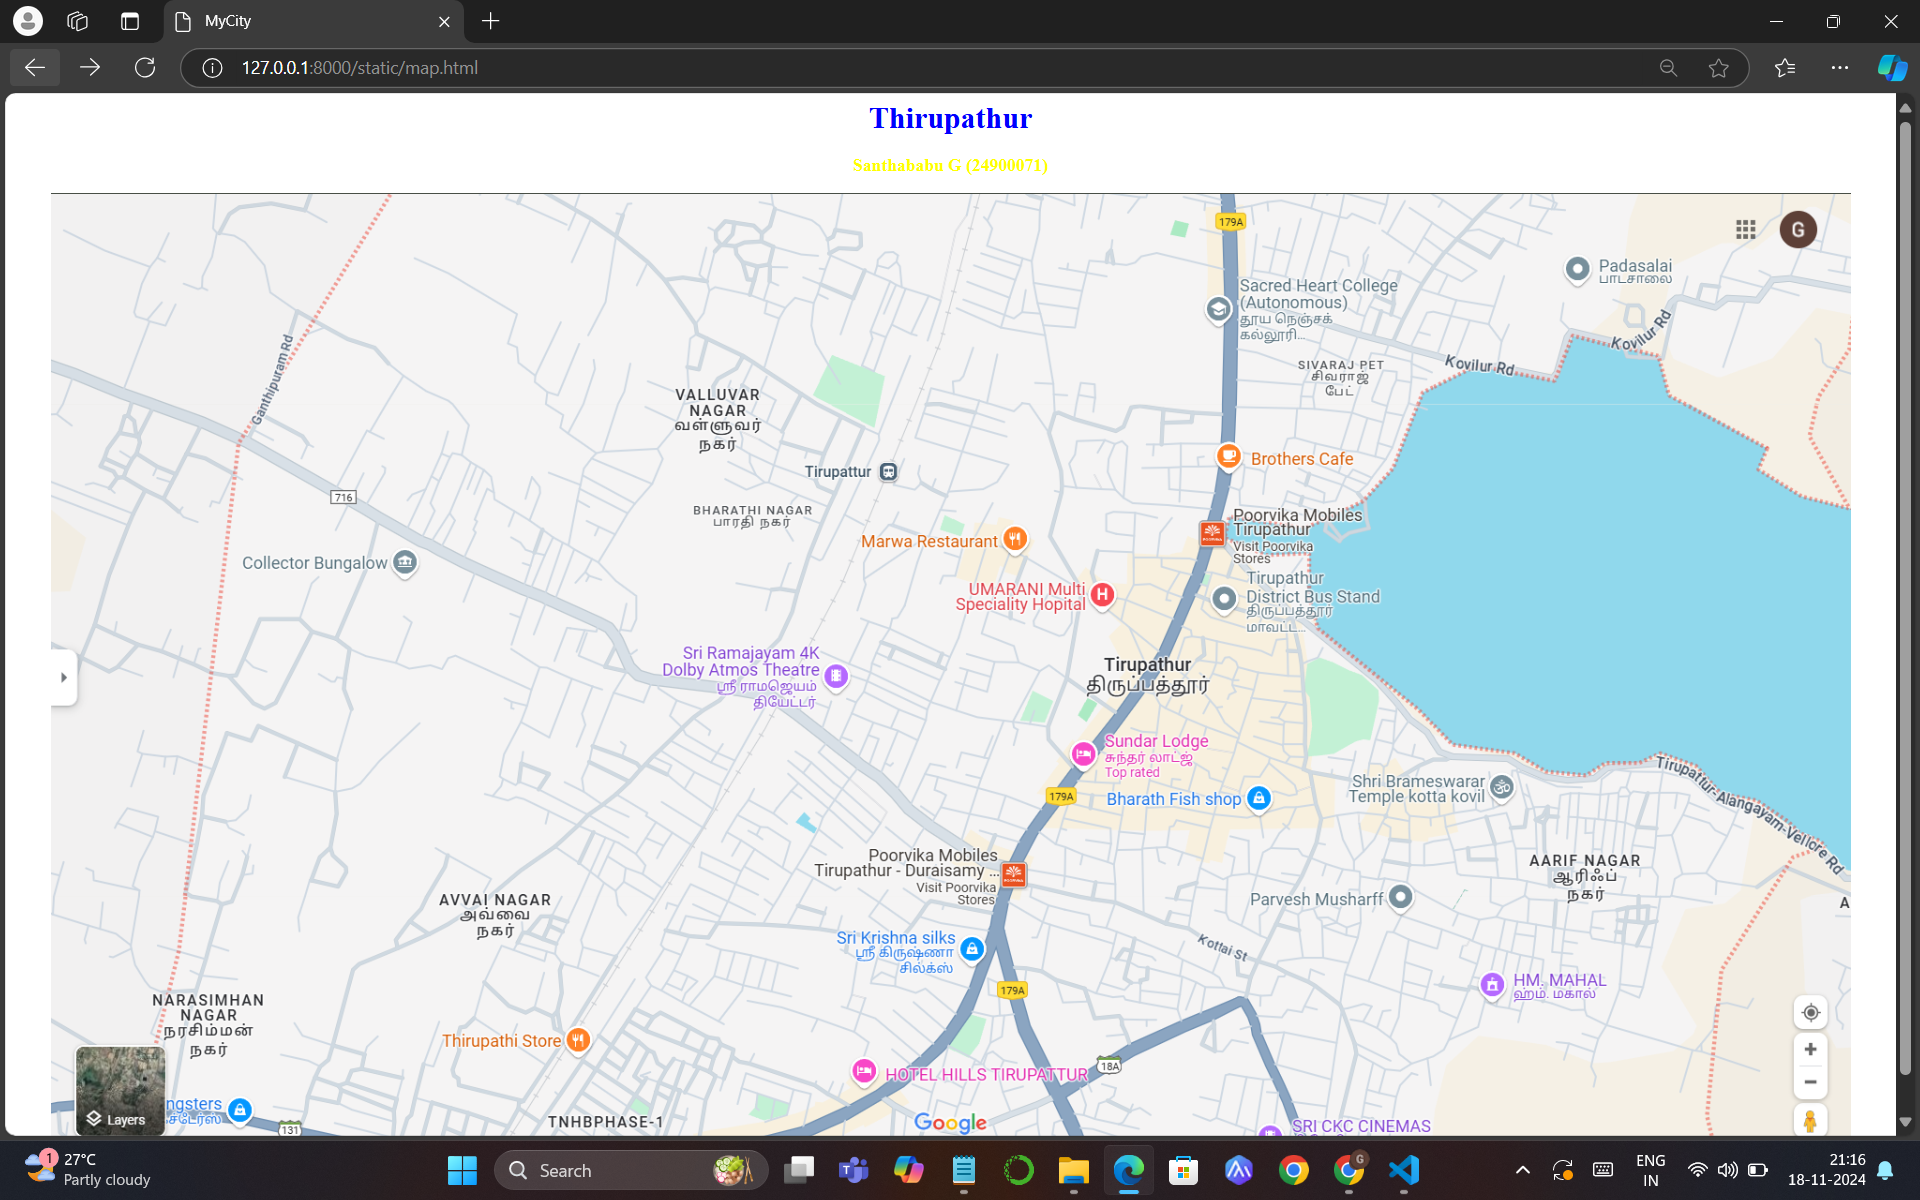 MyCity
127.0.0.1:8000/static/map.html
Thirupathur
Santhababu G (24900071)
179A
G
Padasalai
பாடசாலை
Sacred Heart College
(Autonomous)
தூய நெஞ்சக்
கல்லூரி...
Kovilur Rd
Kovilur Rd
SIVARAJ PET
சிவராஜ்
பேட்
Ganthipuram Rd
VALLUVAR
NAGAR
வள்ளுவர்
நகர்
Tirupattur
Brothers Cafe
716
BHARATHI NAGAR
பாரதி நகர்
Poorvika Mobiles
Tirupathur
Visit Poorvika
Stores
Marwa Restaurant
Collector Bungalow
UMARANI Multi
Speciality Hopital
H
Tirupathur
District Bus Stand
திருப்பத்தூர்
மாவட்ட...
Sri Ramajayam 4K
Dolby Atmos Theatre
ஸ்ரீ ராமஜெயம்
தியேட்டர்
Tirupathur
திருப்பத்தூர்
Sundar Lodge
சுந்தர் லாட்ஜ்
Top rated
179A
Bharath Fish shop
Shri Brameswarar
Temple kotta kovil
Tirupattur-Alangayam-Vellore Rd
Poorvika Mobiles
Tirupathur - Duraisamy ...
Visit Poorvika
Stores
AARIF NAGAR
ஆரிஃப்
நகர்
AVVAI NAGAR
அவ்வை
நகர்
Parvesh Musharff
A
Sri Krishna silks
ஸ்ரீ கிருஷ்ணா
சில்க்ஸ்
Kottai St
179A
HM. MAHAL
ஹம். மகால்
NARASIMHAN
NAGAR
நரசிம்மன்
நகர்
Thirupathi Store
HOTEL HILLS TIRUPATTUR
18A
ngsters
Layers
131
TNHBPHASE-1
Google
SRI CKC CINEMAS
1
27°C
Partly cloudy
Search
G
ENG
IN
21:16
18-11-2024